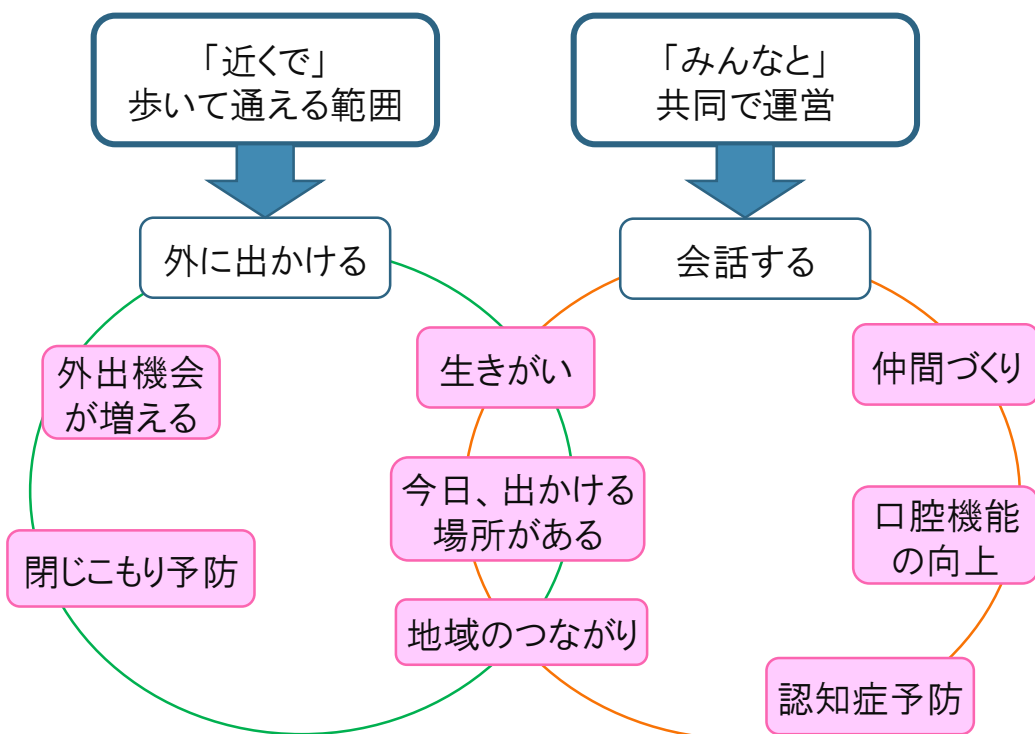 「近くで」
歩いて通える範囲
「みんなと」
共同で運営
外に出かける
会話する
外出機会
が増える
生きがい
仲間づくり
今日、出かける
場所がある
口腔機能
の向上
閉じこもり予防
地域のつながり
認知症予防